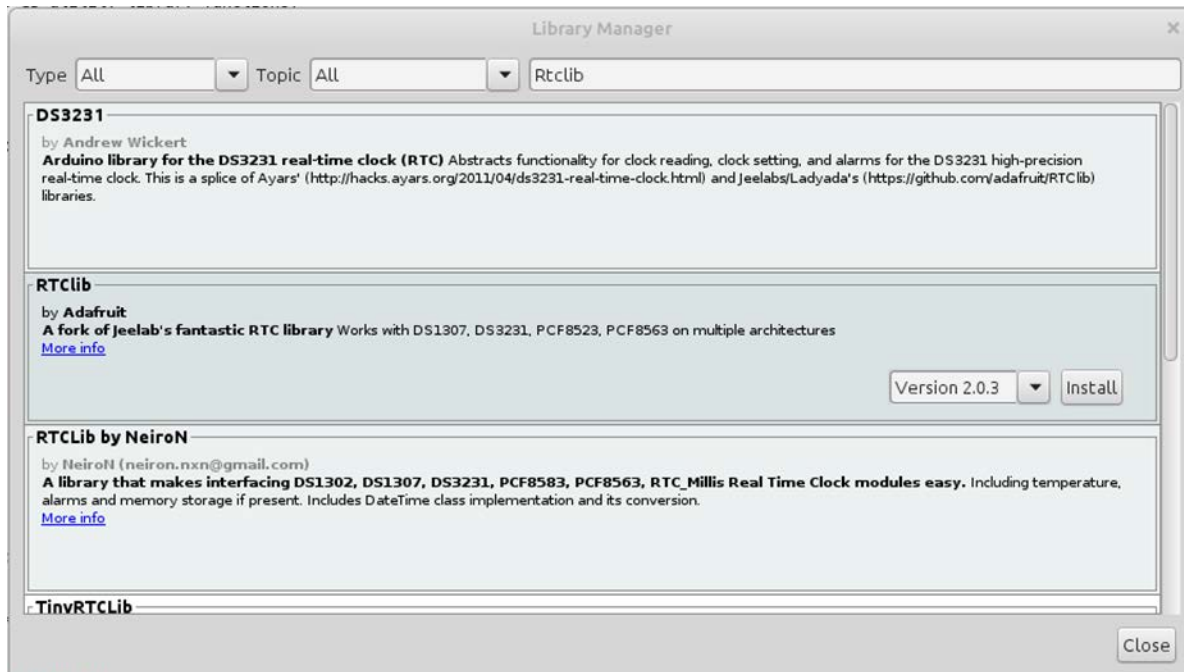 Library Manager
Type All Topic All Rtclib
DS3231
by Andrew Wickert
Arduino library for the DS3231 real-time clock (RTC) Abstracts functionality for clock reading, clock setting, and alarms for the DS3231 high-precision
real-time clock. This is a splice of Ayars' (http://hacks.ayars.org/2011/04/ds3231-real-time-clock.html) and Jeelabs/Ladyada's (https://github.com/adafruit/RTClib)
libraries.
RTClib
by Adafruit
A fork of Jeelab's fantastic RTC library Works with DS1307, DS3231, PCF8523, PCF8563 on multiple architectures
More info
Version 2.0.3 Install
RTCLib by NeiroN
by NeiroN (neiron.nxn@gmail.com)
A library that makes interfacing DS1302, DS1307, DS3231, PCF8583, PCF8563, RTC_Millis Real Time Clock modules easy. Including temperature,
alarms and memory storage if present. Includes DateTime class implementation and its conversion.
More info
TinyRTCLib
Close